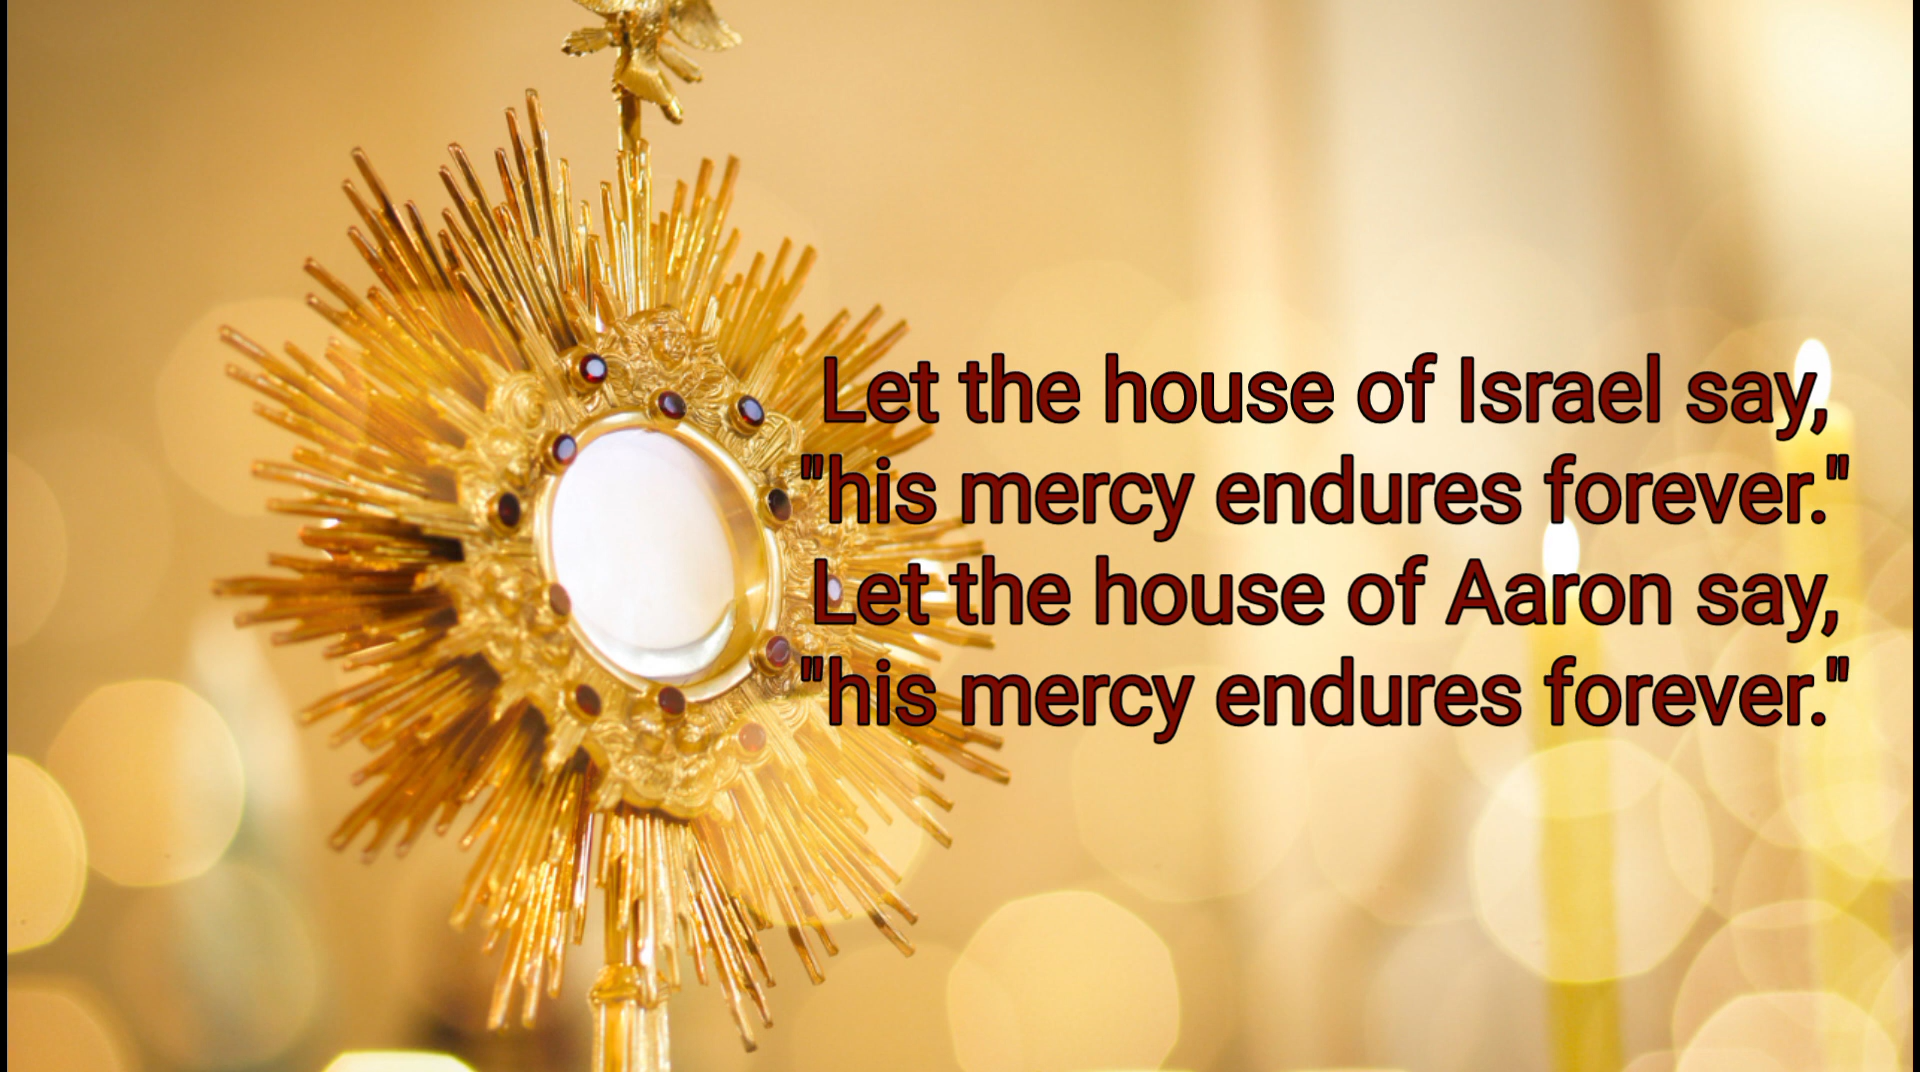 Let the house of Israel say,
"his mercy endures forever."
Let the house of Aaron say,
"his mercy endures forever."